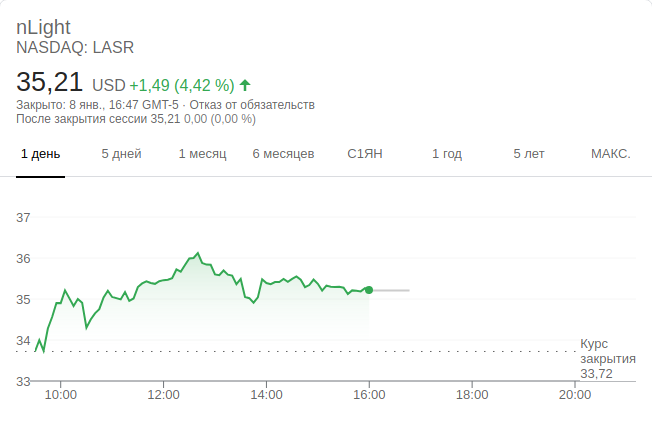 nLight
NASDAQ: LASR
35,21 USD +1,49 (4,42 %)
Закрыто: 8 янв., 16:47 GMT-5 · Отказ от обязательств
После закрытия сессии 35,21 0,00 (0,00 %)
1 день 5 дней 1 месяц 6 месяцев С1ЯН 1 год 5 лет МАКС.
37
36
35
34
Курс
закрытия
33,72
33
10:00 12:00 14:00 16:00 18:00 20:00